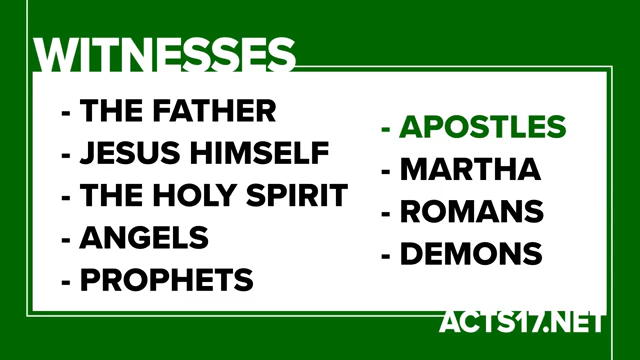 WITNESSES
- THE FATHER
- JESUS HIMSELF
- THE HOLY SPIRIT
- ANGELS
- PROPHETS
- APOSTLES
- MARTHA
- ROMANS
- DEMONS
ACTS17.NET